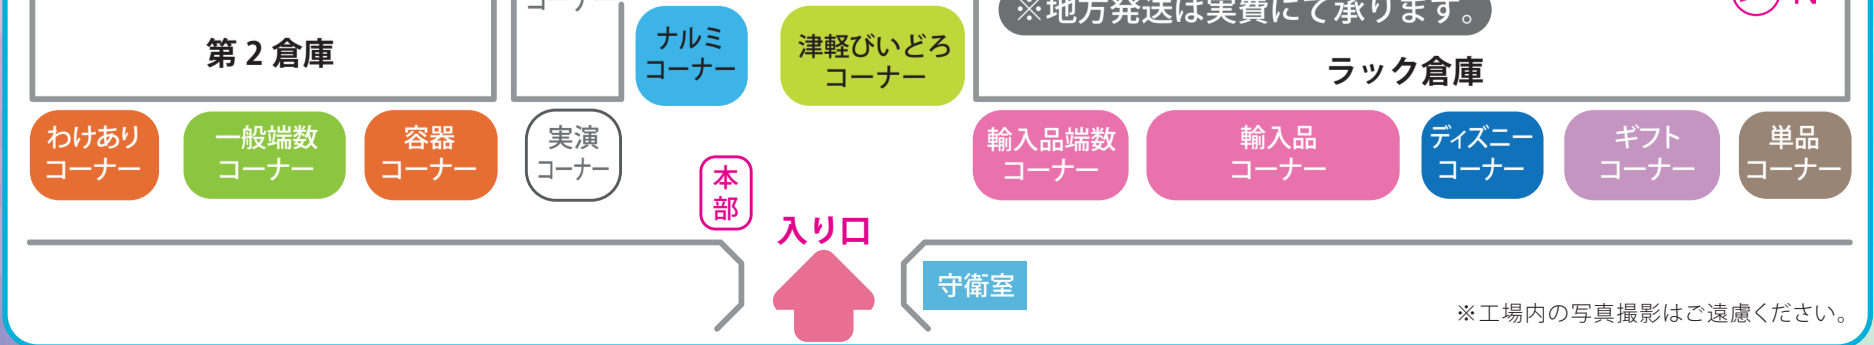 コーナー
※地方発送は実費にて承ります。
N
第2倉庫
ナルミ
コーナー
津軽びいどろ
コーナー
ラック倉庫
わけあり
コーナー
一般端数
コーナー
容器
コーナー
実演
コーナー
輸入品端数
コーナー
輸入品
コーナー
ディズニー
コーナー
ギフト
コーナー
単品
コーナー
本部
入り口
守衛室
※工場内の写真撮影はご遠慮ください。